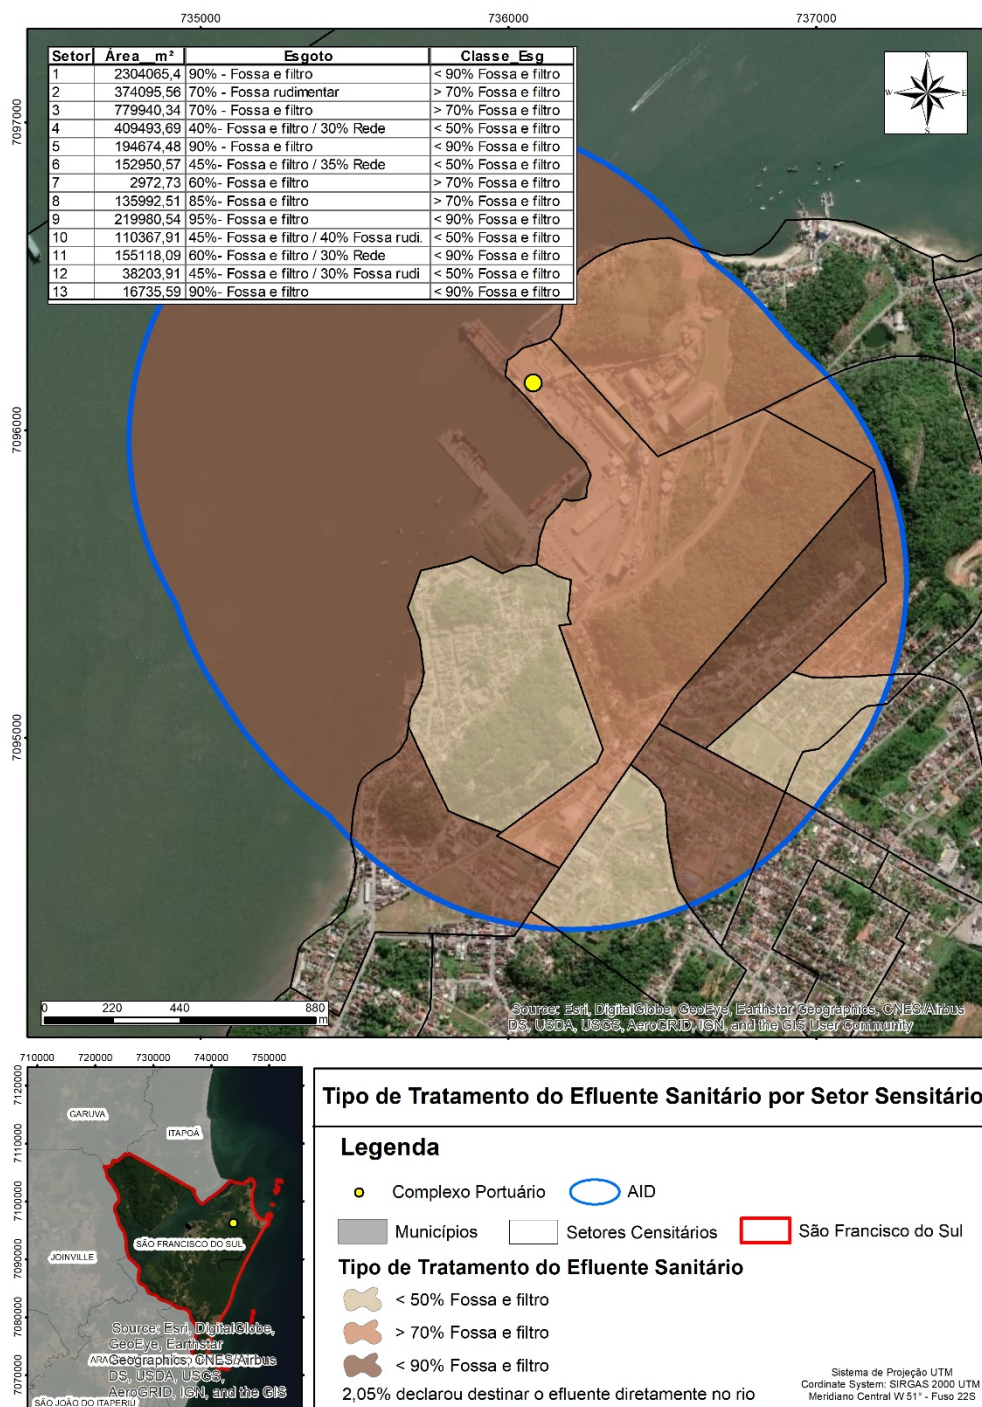 735000 736000 737000
Setor Área__m² Esgoto Classe_Esg
1 2304065,4 90% - Fossa e filtro < 90% Fossa e filtro
2 374095,56 70% - Fossa rudimentar > 70% Fossa e filtro
3 779940,34 70% - Fossa e filtro > 70% Fossa e filtro
4 409493,69 40%- Fossa e filtro / 30% Rede < 50% Fossa e filtro
5 194674,48 90% - Fossa e filtro < 90% Fossa e filtro
6 152950,57 45%- Fossa e filtro / 35% Rede < 50% Fossa e filtro
7 2972,73 60%- Fossa e filtro > 70% Fossa e filtro
8 135992,51 85%- Fossa e filtro > 70% Fossa e filtro
9 219980,54 95%- Fossa e filtro < 90% Fossa e filtro
10 110367,91 45%- Fossa e filtro / 40% Fossa rudi. < 50% Fossa e filtro
11 155118,09 60%- Fossa e filtro / 30% Rede < 90% Fossa e filtro
12 38203,91 45%- Fossa e filtro / 30% Fossa rudi < 50% Fossa e filtro
13 16735,59 90%- Fossa e filtro < 90% Fossa e filtro
N
W E
S
7097000
7096000
7095000
0 220 440 880
m
Source: Esri, DigitalGlobe, GeoEye, Earthstar Geographics, CNES/Airbus
DS, USDA, USGS, AeroGRID, IGN, and the GIS User Community
710000 720000 730000 740000 750000
7120000
7110000
7100000
7090000
7080000
7070000
GARUVA
ITAPOÁ
SÃO FRANCISCO DO SUL
JOINVILLE
Source: Esri, DigitalGlobe,
GeoEye, Earthstar
Geographics, CNES/Airbus
DS, USDA, USGS,
AeroGRID, IGN, and the GIS
SÃO JOÃO DO ITAPERIÚ
Tipo de Tratamento do Efluente Sanitário por Setor Sensitário
Legenda
Complexo Portuário AID
Municípios Setores Censitários São Francisco do Sul
Tipo de Tratamento do Efluente Sanitário
< 50% Fossa e filtro
> 70% Fossa e filtro
< 90% Fossa e filtro
2,05% declarou destinar o efluente diretamente no rio
Sistema de Projeção UTM
Cordinate System: SIRGAS 2000 UTM
Meridiano Central W 51° - Fuso 22S